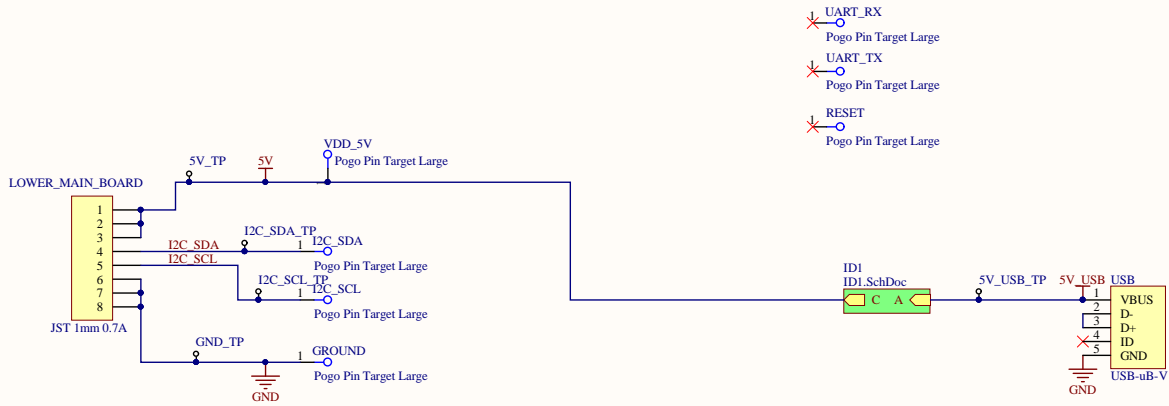 1
UART_RX
Pogo Pin Target Large
1
UART_TX
Pogo Pin Target Large
1
RESET
Pogo Pin Target Large
5V_TP
5V
VDD_5V
Pogo Pin Target Large
LOWER_MAIN_BOARD
1
2
3
4
5
6
7
8
JST 1mm 0.7A
I2C_SDA
I2C_SCL
I2C_SDA_TP
1
I2C_SDA
Pogo Pin Target Large
I2C_SCL_TP
1
I2C_SCL
Pogo Pin Target Large
GND_TP
1
GROUND
Pogo Pin Target Large
GND
ID1
ID1.SchDoc
C A
5V_USB_TP
5V_USB
USB
1 VBUS
2 D-
3 D+
4 ID
5 GND
USB-uB-V
GND